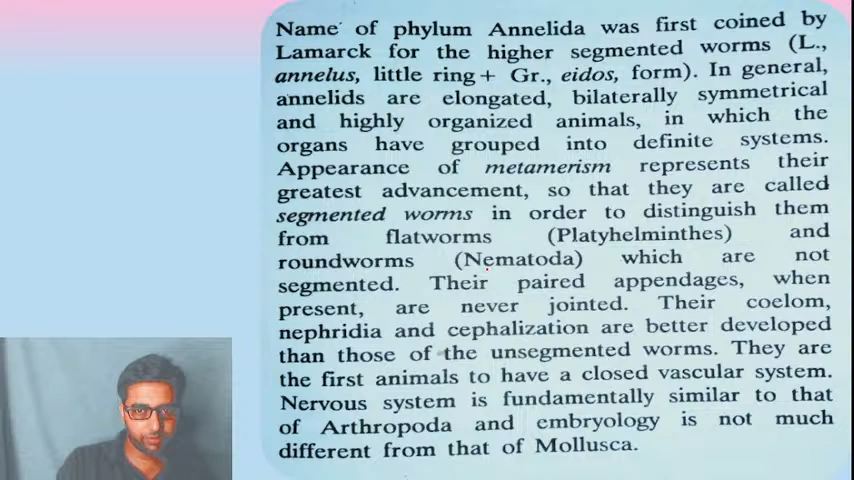 Name of phylum Annelida was first coined by
Lamarck for the higher segmented worms (L.,
annelus, little ring + Gr., eidos, form). In general,
annelids are elongated, bilaterally symmetrical
and highly organized animals, in which the
organs have grouped into definite systems.
Appearance of metamerism represents their
greatest advancement, so that they are called
segmented worms in order to distinguish them
from flatworms (Platyhelminthes) and
roundworms (Nematoda) which are not
segmented. Their paired appendages, when
present, are never jointed. Their coelom,
nephridia and cephalization are better developed
than those of the unsegmented worms. They are
the first animals to have a closed vascular system.
Nervous system is fundamentally similar to that
of Arthropoda and embryology is not much
different from that of Mollusca.